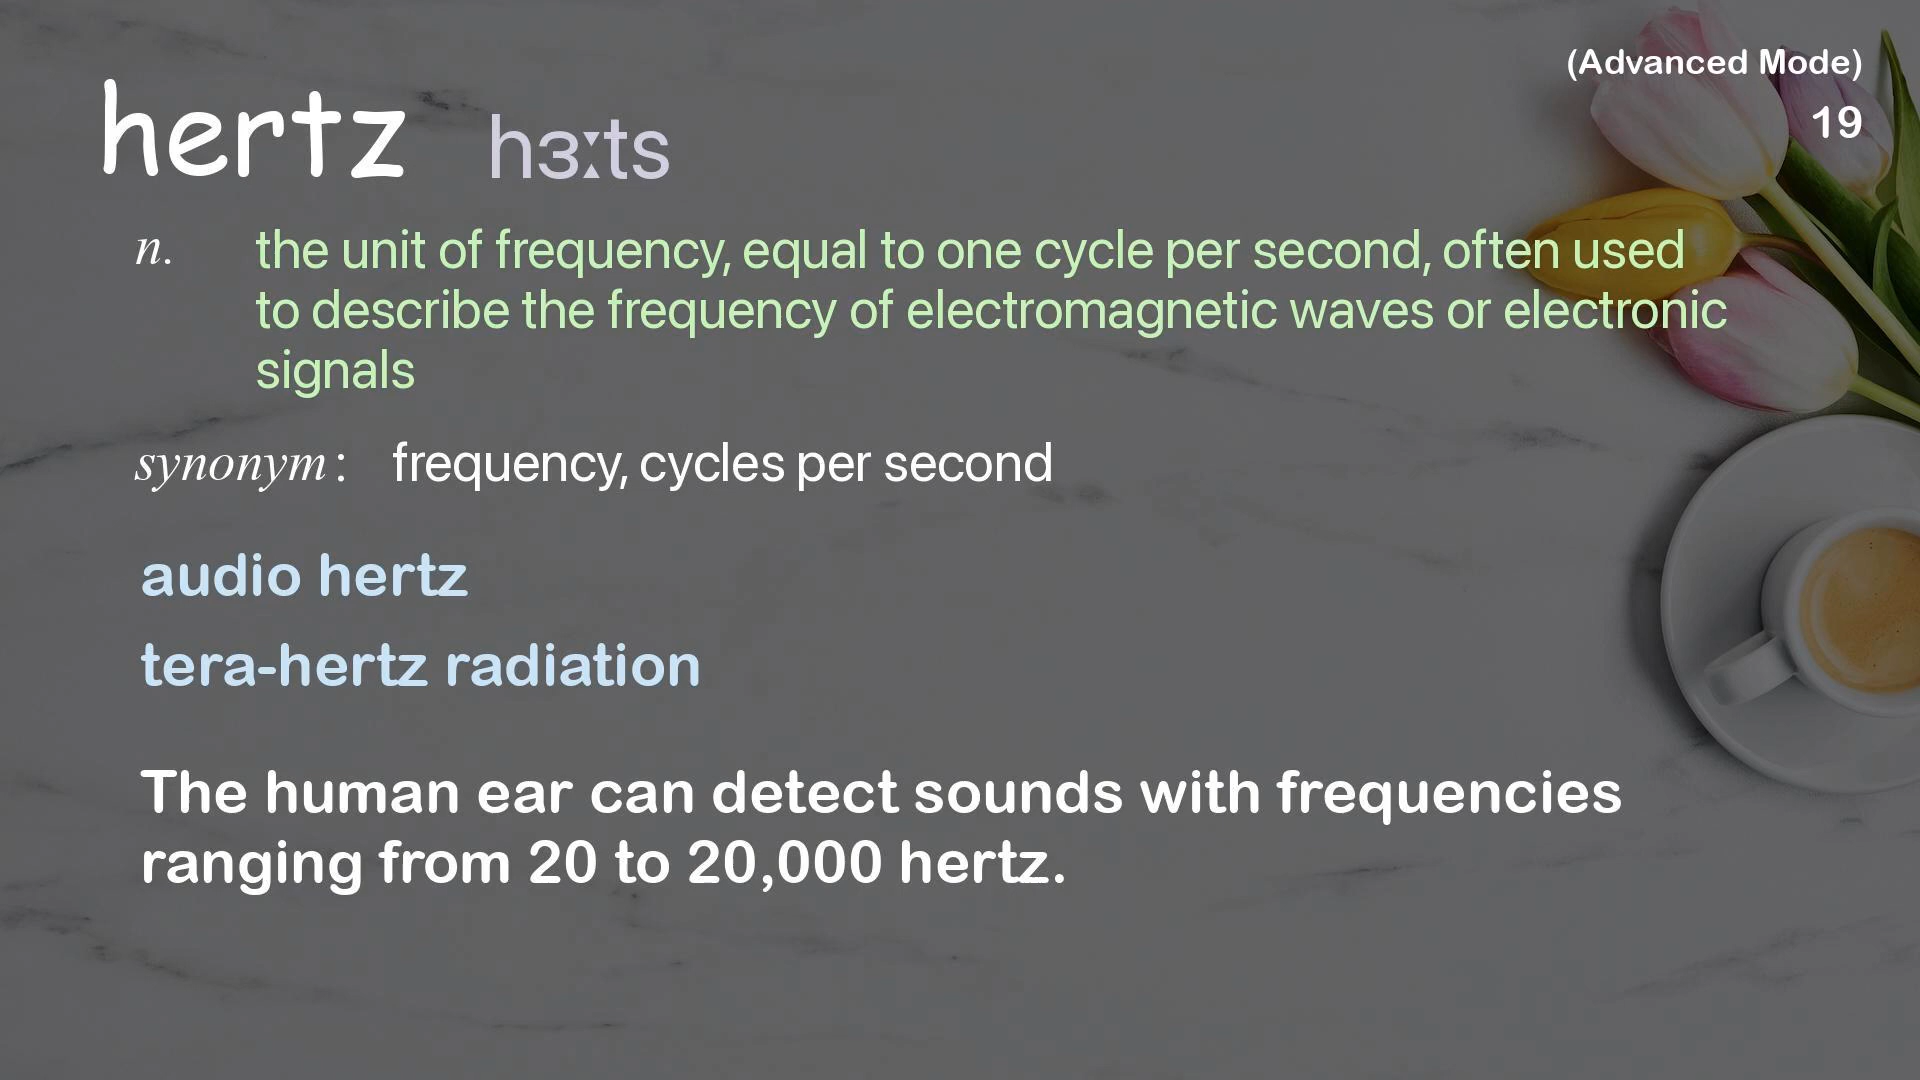 (Advanced Mode)
19
hertz hɜːts
n. the unit of frequency, equal to one cycle per second, often used
to describe the frequency of electromagnetic waves or electronic
signals
synonym: frequency, cycles per second
audio hertz
tera-hertz radiation
The human ear can detect sounds with frequencies
ranging from 20 to 20,000 hertz.